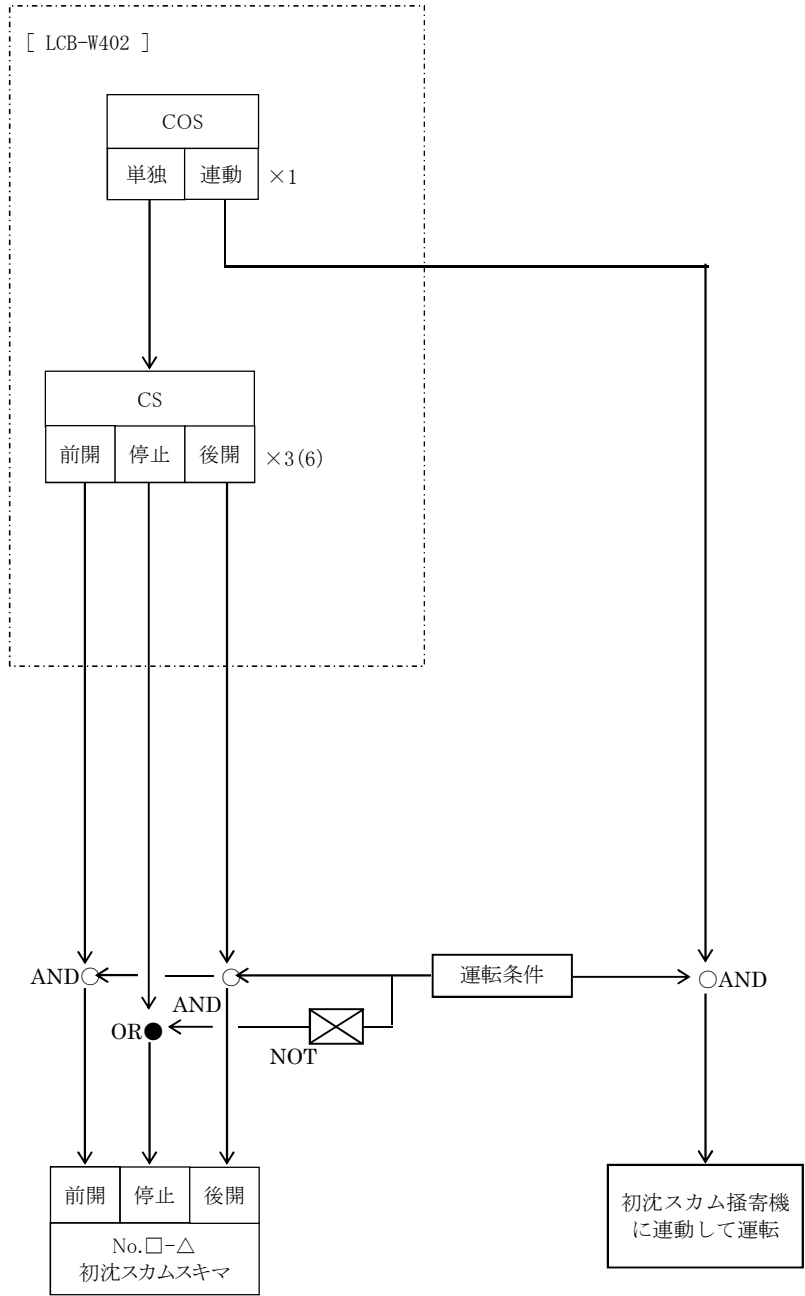 [ LCB-W402 ]
COS
単独 連動 ×1
CS
前開 停止 後開 ×3(6)
AND 運転条件 AND
AND
OR
NOT
前開 停止 後開
No.□-△
初沈スカムスキマ
初沈スカム掻寄機
に連動して運転